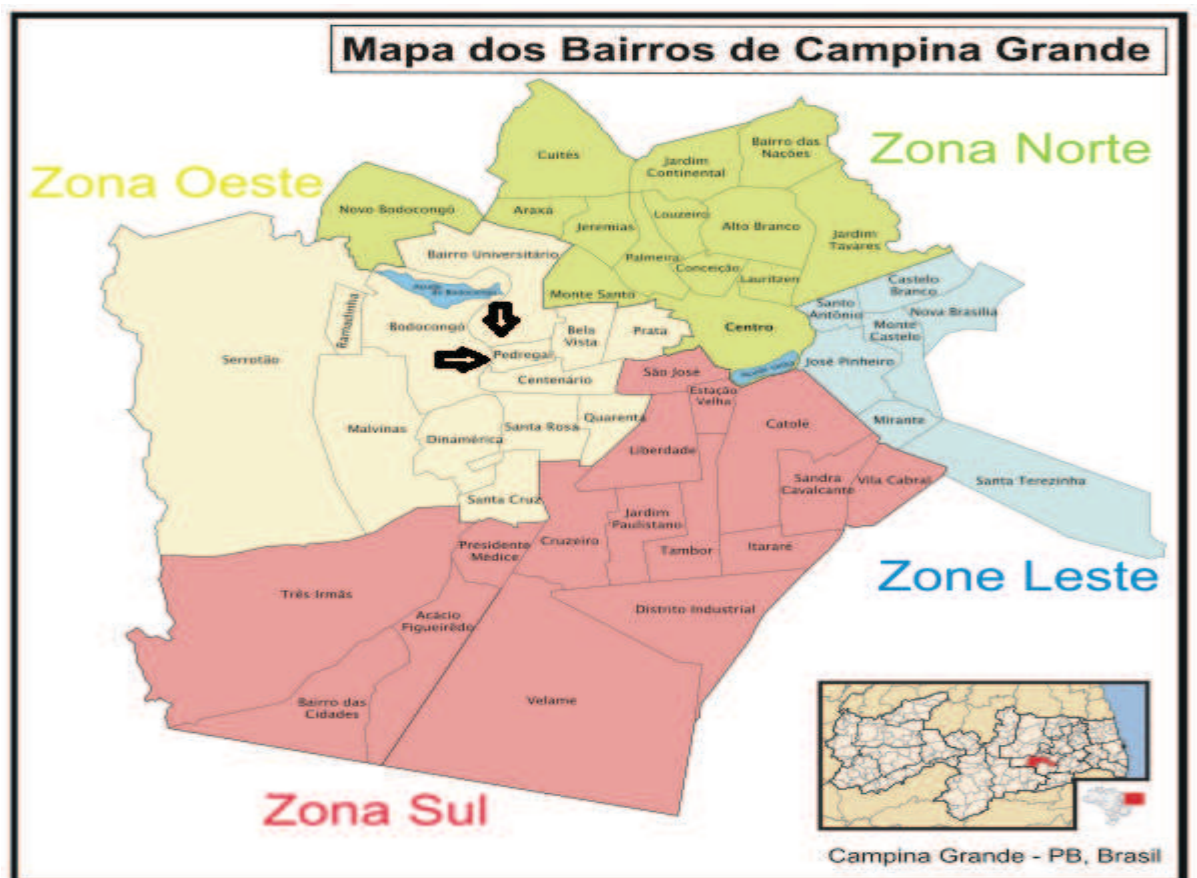 Mapa dos Bairros de Campina Grande
Zona Norte
Zona Oeste
Cuités
Bairro das
Nações
Jardim
Continental
Novo Bodocongó
Araxá
Louzeiro
Jeremias
Alto Branco
Jardim
Tavares
Bairro Universitário
Palmeira
Conceição
Lauritzen
Castelo
Branco
Açude
de Bodocongó
Monte Santo
Santo
Antônio
Nova Brasília
Ramadinha
Bodocongó
Bela
Vista
Prata
Centro
Monte
Castelo
Serrotão
Pedregal
José Pinheiro
Centenário
São José
Açude Velho
Estação
Velha
Malvinas
Dinamérica
Santa Rosa
Quarenta
Catolé
Mirante
Liberdade
Santa Cruz
Sandra
Cavalcante
Vila Cabral
Santa Terezinha
Jardim
Paulistano
Presidente
Médice
Cruzeiro
Tambor
Itararé
Zone Leste
Três Irmãs
Acácio
Figueirêdo
Distrito Industrial
Bairro das
Cidades
Velame
Zona Sul
Campina Grande - PB, Brasil